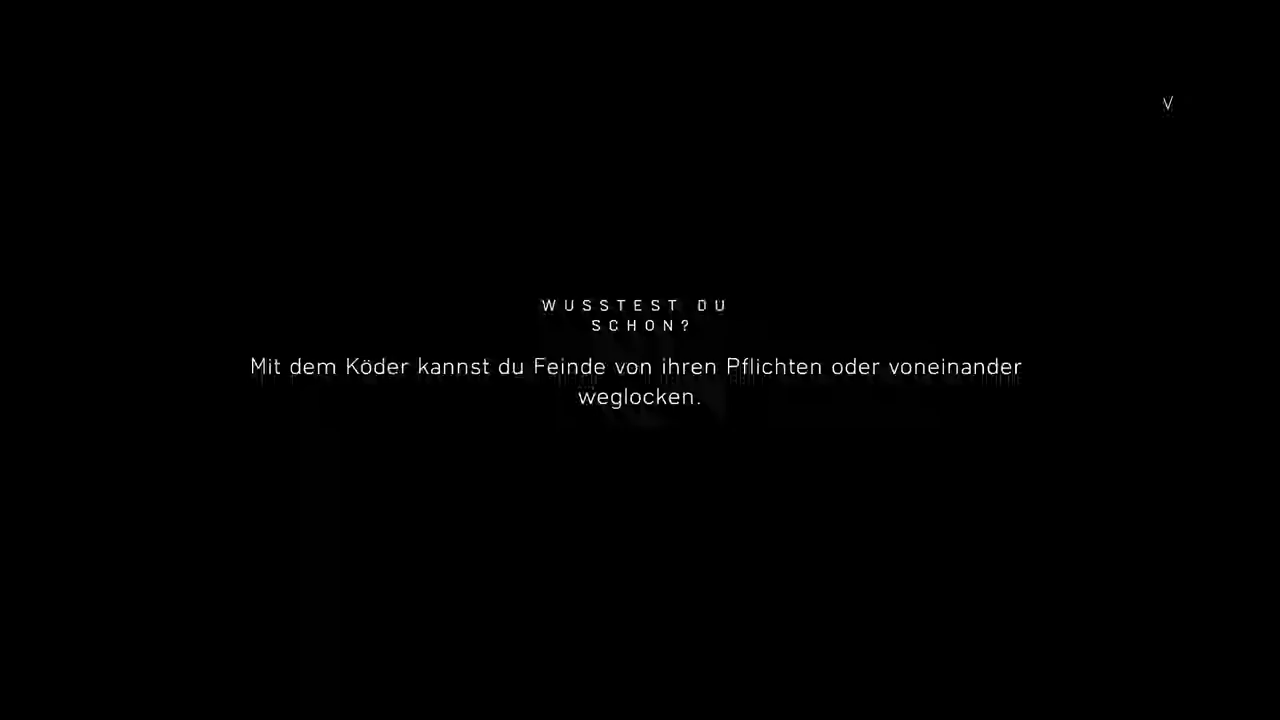 V
WUSSTEST DU
SCHON?
Mit dem Köder kannst du Feinde von ihren Pflichten oder voneinander
weglocken.